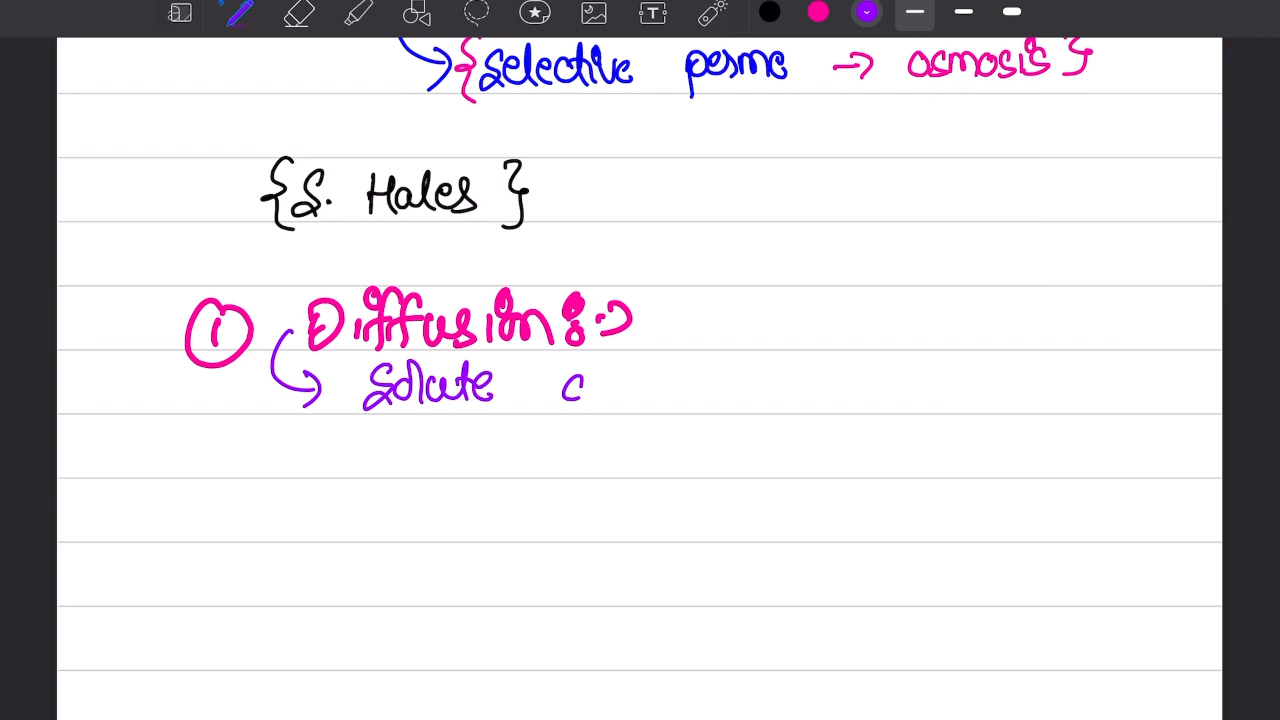 {selective perme → osmosis}
{S. Hales}
① Diffusion :->
→ Solute c